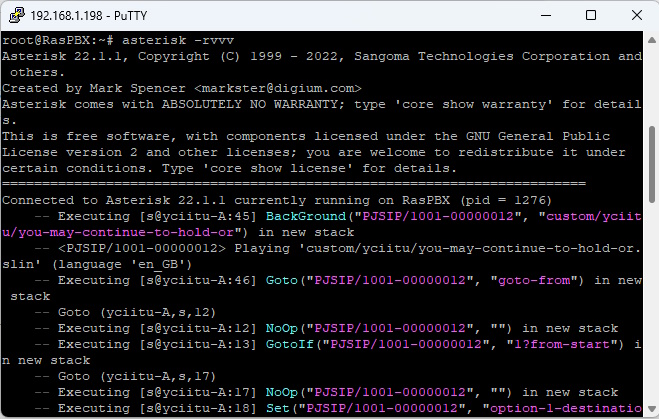 192.168.1.198 - PuTTY
root@RasPBX:~# asterisk -rvvv
Asterisk 22.1.1, Copyright (C) 1999 - 2022, Sangoma Technologies Corporation and
 others.
Created by Mark Spencer <markster@digium.com>
Asterisk comes with ABSOLUTELY NO WARRANTY; type 'core show warranty' for detail
s.
This is free software, with components licensed under the GNU General Public
License version 2 and other licenses; you are welcome to redistribute it under
certain conditions. Type 'core show license' for details.
=========================================================================
Connected to Asterisk 22.1.1 currently running on RasPBX (pid = 1276)
    -- Executing [s@yciitu-A:45] BackGround("PJSIP/1001-00000012", "custom/yciit
u/you-may-continue-to-hold-or") in new stack
    -- <PJSIP/1001-00000012> Playing 'custom/yciitu/you-may-continue-to-hold-or.
slin' (language 'en_GB')
    -- Executing [s@yciitu-A:46] Goto("PJSIP/1001-00000012", "goto-from") in new
 stack
    -- Goto (yciitu-A,s,12)
    -- Executing [s@yciitu-A:12] NoOp("PJSIP/1001-00000012", "") in new stack
    -- Executing [s@yciitu-A:13] GotoIf("PJSIP/1001-00000012", "1?from-start") i
n new stack
    -- Goto (yciitu-A,s,17)
    -- Executing [s@yciitu-A:17] NoOp("PJSIP/1001-00000012", "") in new stack
    -- Executing [s@yciitu-A:18] Set("PJSIP/1001-00000012", "option-1-destinatio